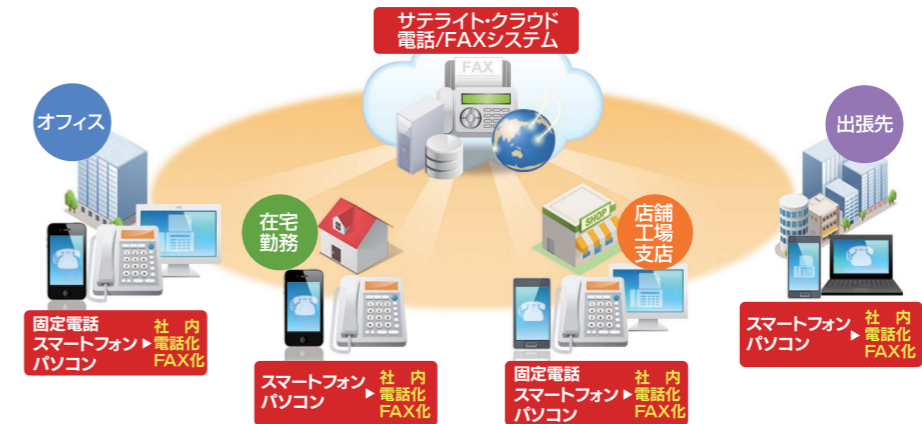 サテライト・クラウド
電話/FAXシステム
FAX
オフィス
出張先
在宅
勤務
店舗
工場
支店
SHOP
固定電話
スマートフォン▶
パソコン
社 内
電話化
FAX化
スマートフォン▶
パソコン
社 内
電話化
FAX化
固定電話
スマートフォン▶
パソコン
社 内
電話化
FAX化
スマートフォン▶
パソコン
社 内
電話化
FAX化